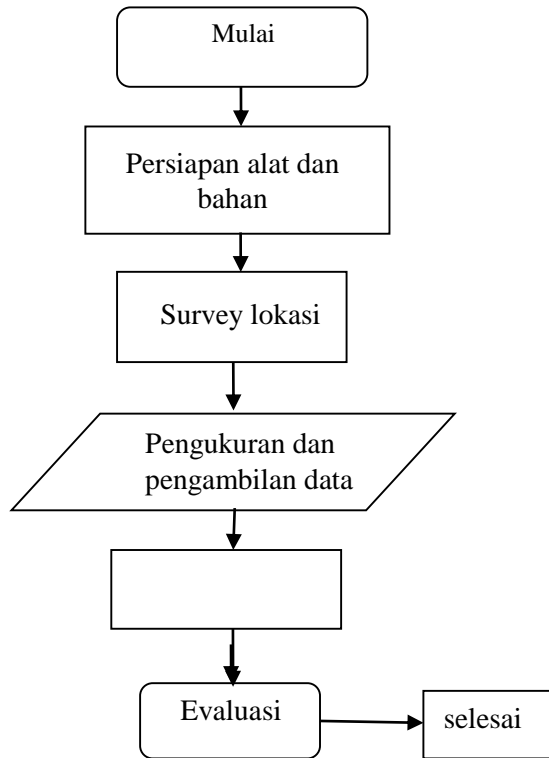 Mulai
Persiapan alat dan
bahan
Survey lokasi
Pengukuran dan
pengambilan data
Evaluasi
selesai